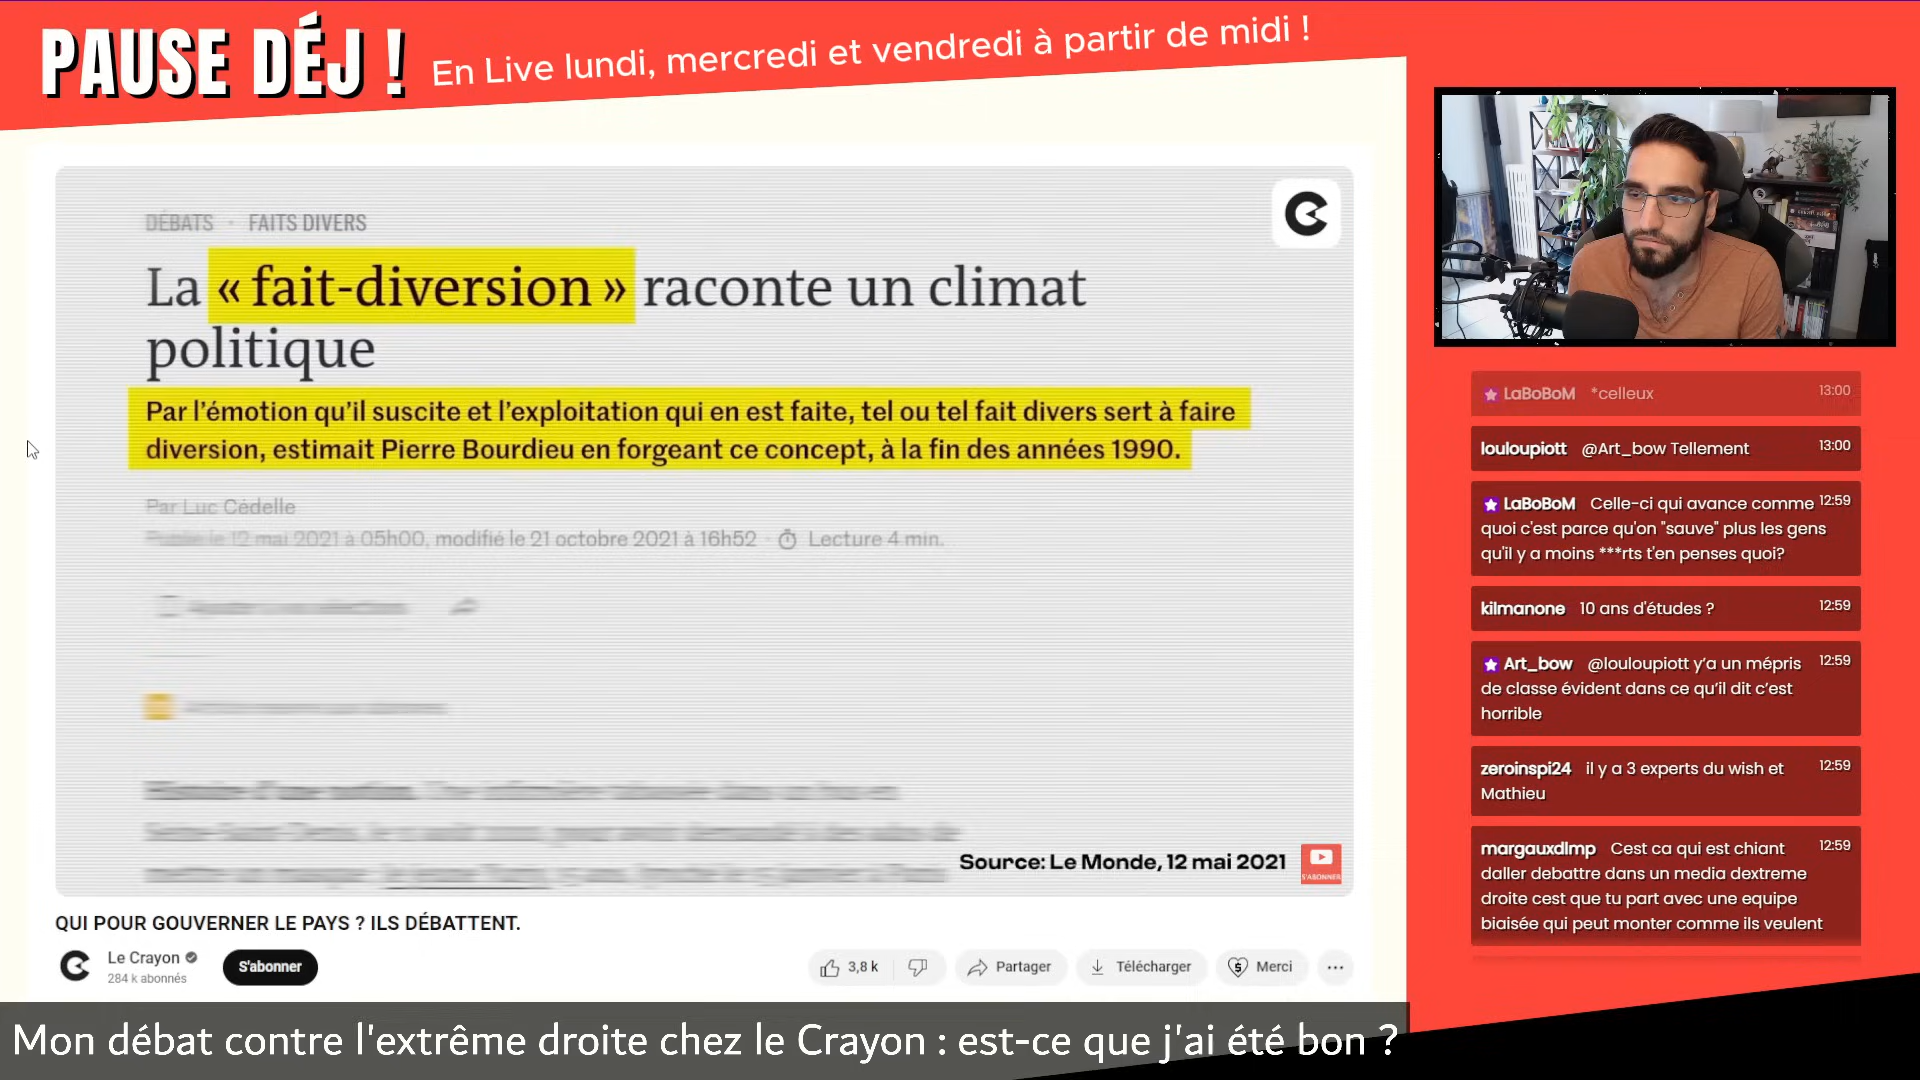 PAUSE DÉJ !
En Live lundi, mercredi et vendredi à partir de midi !
DÉBATS · FAITS DIVERS
La « fait-diversion » raconte un climat
politique
Par l'émotion qu'il suscite et l'exploitation qui en est faite, tel ou tel fait divers sert à faire
diversion, estimait Pierre Bourdieu en forgeant ce concept, à la fin des années 1990.
Par Luc Cédelle
Publié le 12 mai 2021 à 05h00, modifié le 21 octobre 2021 à 16h52 · Lecture 4 min.
Source: Le Monde, 12 mai 2021
S'ABONNER
QUI POUR GOUVERNER LE PAYS ? ILS DÉBATTENT.
Le Crayon
284 k abonnés
S'abonner
3,8 k
Partager
Télécharger
Merci
LaBoBoM *celleux 13:00
louloupiott @Art_bow Tellement 13:00
LaBoBoM Celle-ci qui avance comme 12:59
quoi c'est parce qu'on "sauve" plus les gens
qu'il y a moins ***rts t'en penses quoi?
kilmanone 10 ans d'études ? 12:59
Art_bow @louloupiott y'a un mépris 12:59
de classe évident dans ce qu'il dit c'est
horrible
zeroinspi24 il y a 3 experts du wish et 12:59
Mathieu
margauxdlmp Cest ca qui est chiant 12:59
daller debattre dans un media dextreme
droite cest que tu part avec une equipe
biaisée qui peut monter comme ils veulent
Mon débat contre l'extrême droite chez le Crayon : est-ce que j'ai été bon ?